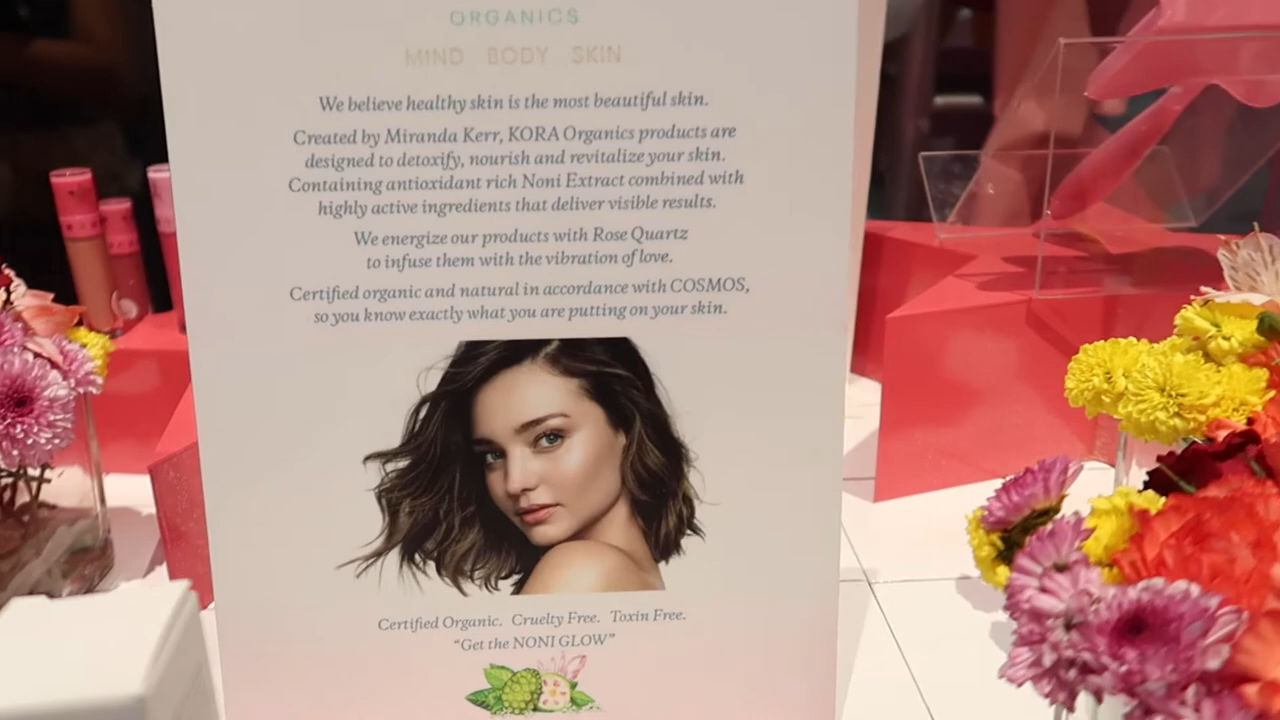 ORGANICS
MIND BODY SKIN
We believe healthy skin is the most beautiful skin.
Created by Miranda Kerr, KORA Organics products are
designed to detoxify, nourish and revitalize your skin.
Containing antioxidant rich Noni Extract combined with
highly active ingredients that deliver visible results.
We energize our products with Rose Quartz
to infuse them with the vibration of love.
Certified organic and natural in accordance with COSMOS,
so you know exactly what you are putting on your skin.
Certified Organic. Cruelty Free. Toxin Free.
“Get the NONI GLOW”